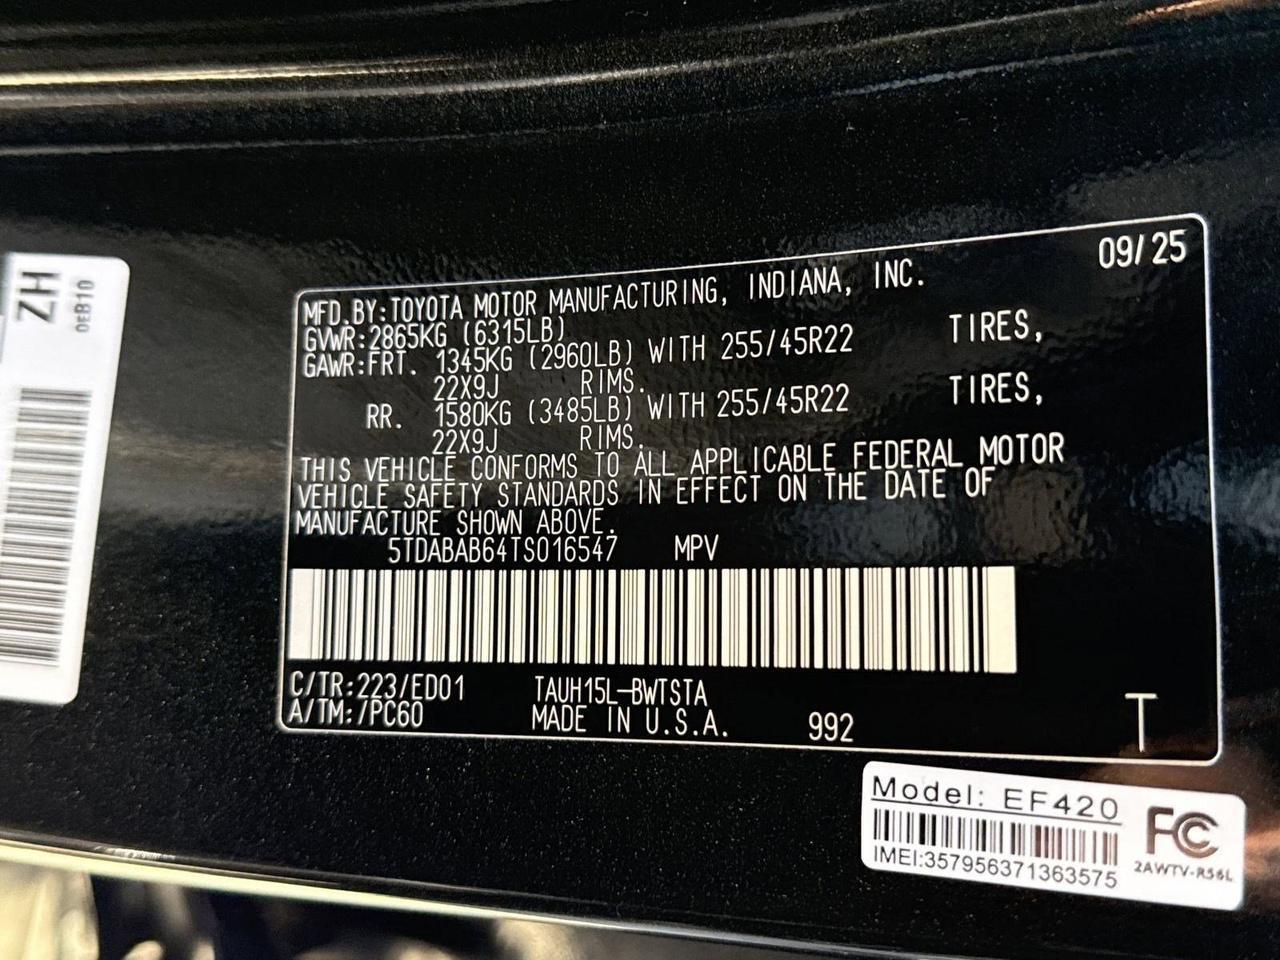 ZH
0EB10
09/25
MFD.BY:TOYOTA MOTOR MANUFACTURING, INDIANA, INC.
GVWR:2865KG (6315LB)
GAWR:FRT. 1345KG (2960LB) WITH 255/45R22 TIRES,
22X9J RIMS.
RR. 1580KG (3485LB) WITH 255/45R22 TIRES,
22X9J RIMS.
THIS VEHICLE CONFORMS TO ALL APPLICABLE FEDERAL MOTOR
VEHICLE SAFETY STANDARDS IN EFFECT ON THE DATE OF
MANUFACTURE SHOWN ABOVE.
5TDABAB64TS016547 MPV
C/TR:223/ED01 TAUH15L-BWTSTA
A/TM:/PC60 MADE IN U.S.A. 992 T
Model: EF420
FC
IMEI:357956371363575
2AWTV-R56L